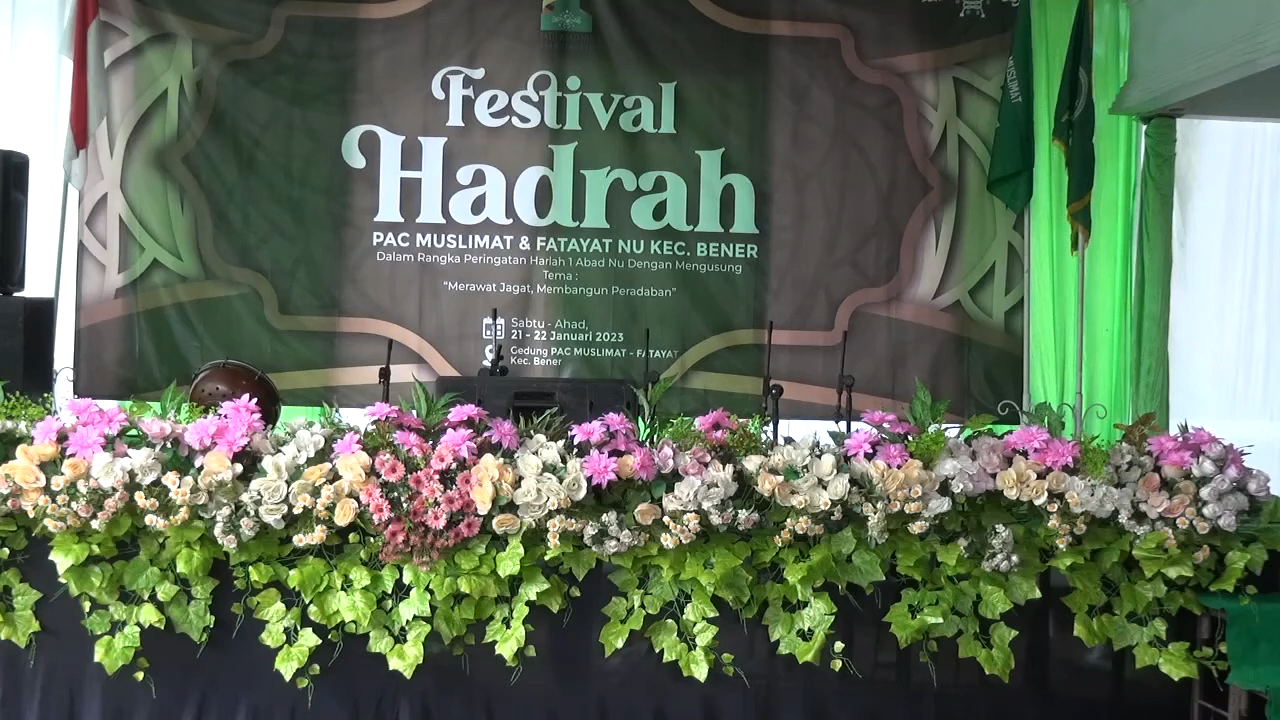 Festival
Hadrah
PAC MUSLIMAT & FATAYAT NU KEC. BENER
Dalam Rangka Peringatan Harlah 1 Abad Nu Dengan Mengusung
Tema :
“Merawat Jagat, Membangun Peradaban”
Sabtu - Ahad,
21 - 22 Januari 2023
Gedung PAC MUSLIMAT - FATAYAT
Kec. Bener
MUSLIMAT